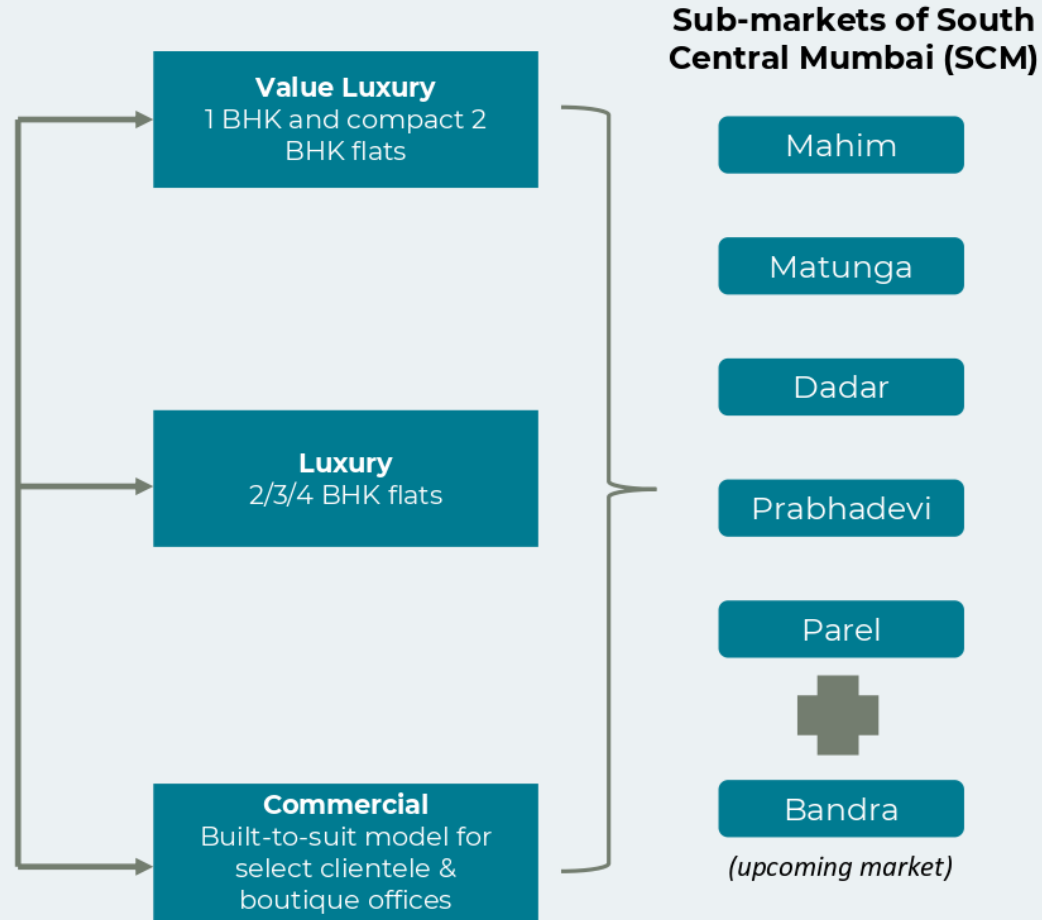 Sub-markets of South
Central Mumbai (SCM)
Value Luxury
1 BHK and compact 2
BHK flats
Luxury
2/3/4 BHK flats
Commercial
Built-to-suit model for
select clientele &
boutique offices
Mahim
Matunga
Dadar
Prabhadevi
Parel
Bandra
(upcoming market)